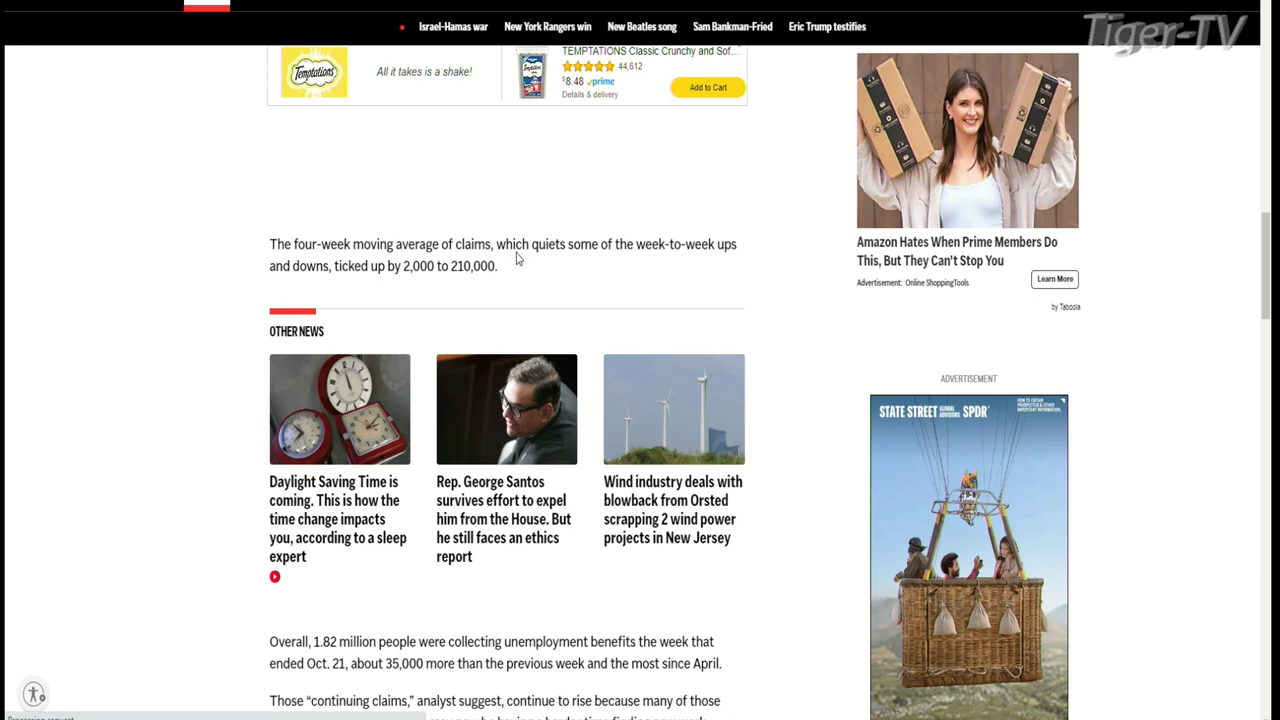 Israel-Hamas war
New York Rangers win
New Beatles song
Sam Bankman-Fried
Eric Trump testifies
Tiger-TV
Temptations
All it takes is a shake!
TEMPTATIONS Classic Crunchy and Sof...
44,612
$8.48 prime
Details & delivery
Add to Cart
Amazon Hates When Prime Members Do
This, But They Can't Stop You
Advertisement: Online ShoppingTools
Learn More
by Taboola
The four-week moving average of claims, which quiets some of the week-to-week ups
and downs, ticked up by 2,000 to 210,000.
OTHER NEWS
Daylight Saving Time is
coming. This is how the
time change impacts
you, according to a sleep
expert
Rep. George Santos
survives effort to expel
him from the House. But
he still faces an ethics
report
Wind industry deals with
blowback from Orsted
scrapping 2 wind power
projects in New Jersey
ADVERTISEMENT
STATE STREET GLOBAL ADVISORS SPDR
HOW TO OBTAIN
PROSPECTUS & OTHER
IMPORTANT INFORMATION.
Overall, 1.82 million people were collecting unemployment benefits the week that
ended Oct. 21, about 35,000 more than the previous week and the most since April.
Those “continuing claims,” analyst suggest, continue to rise because many of those